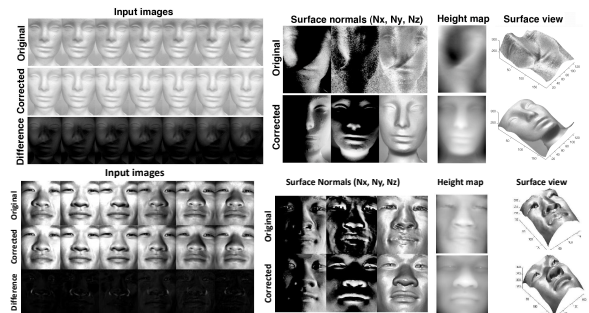 Input images
Original
Corrected
Difference
Surface normals (Nx, Ny, Nz)
Height map
Surface view
Original
Corrected
Input images
Original
Corrected
Difference
Surface Normals (Nx, Ny, Nz)
Height map
Surface view
Original
Corrected